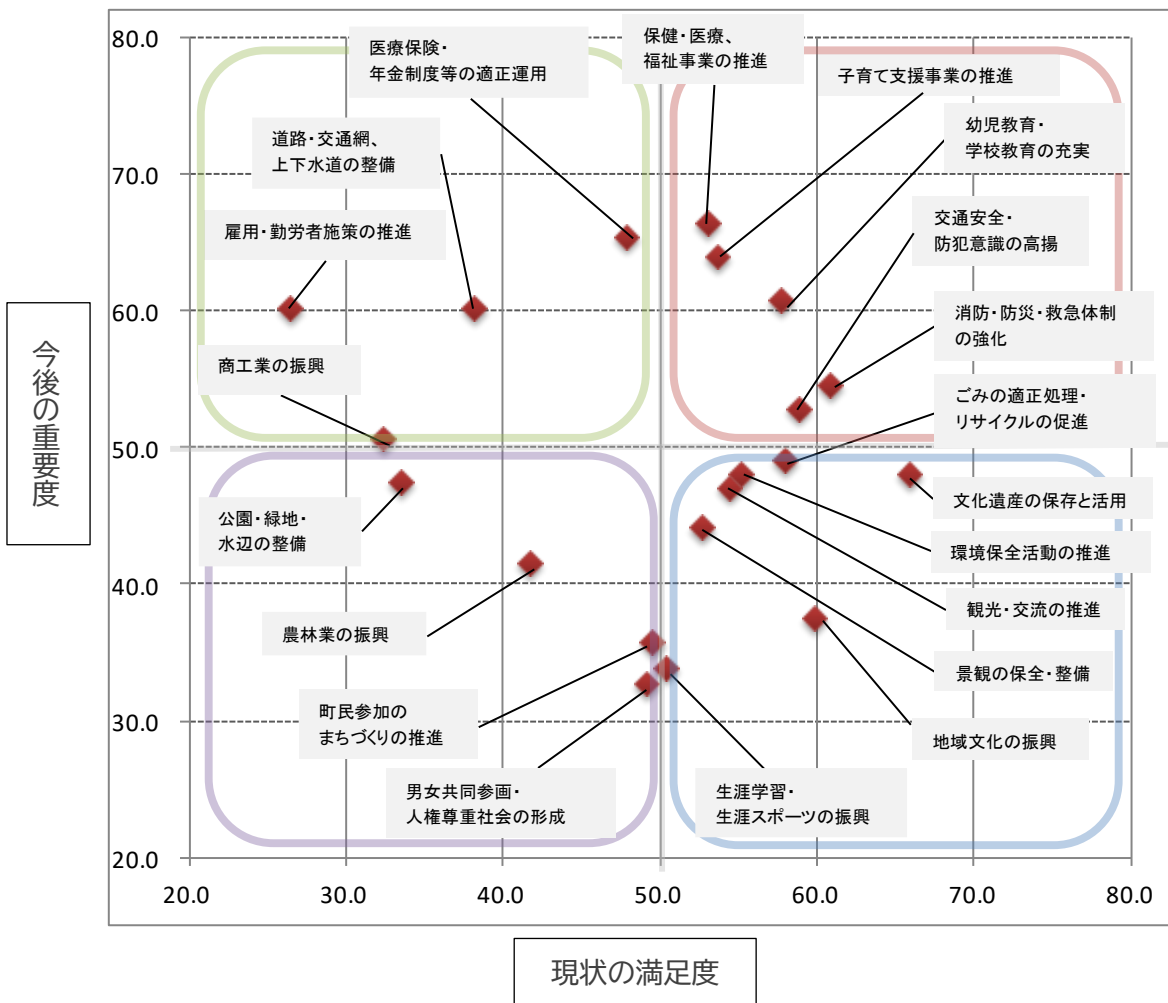 80.0
70.0
60.0
50.0
40.0
30.0
20.0
20.0
30.0
40.0
50.0
60.0
70.0
80.0
今後の重要度
現状の満足度
医療保険・
年金制度等の適正運用
保健・医療、
福祉事業の推進
子育て支援事業の推進
道路・交通網、
上下水道の整備
幼児教育・
学校教育の充実
雇用・勤労者施策の推進
交通安全・
防犯意識の高揚
消防・防災・救急体制
の強化
商工業の振興
ごみの適正処理・
リサイクルの促進
文化遺産の保存と活用
公園・緑地・
水辺の整備
環境保全活動の推進
観光・交流の推進
農林業の振興
景観の保全・整備
町民参加の
まちづくりの推進
地域文化の振興
男女共同参画・
人権尊重社会の形成
生涯学習・
生涯スポーツの振興